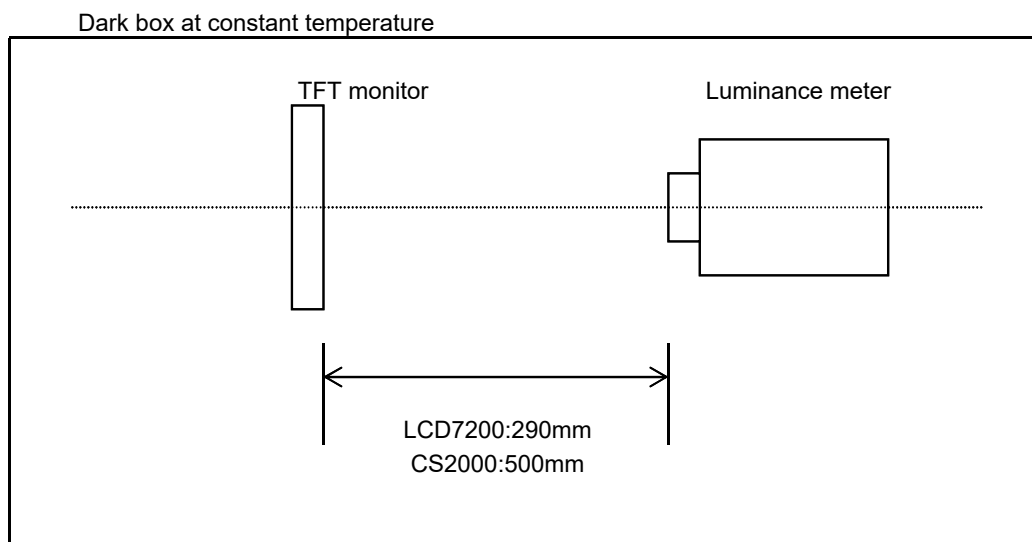 Dark box at constant temperature
TFT monitor
Luminance meter
LCD7200:290mm
CS2000:500mm